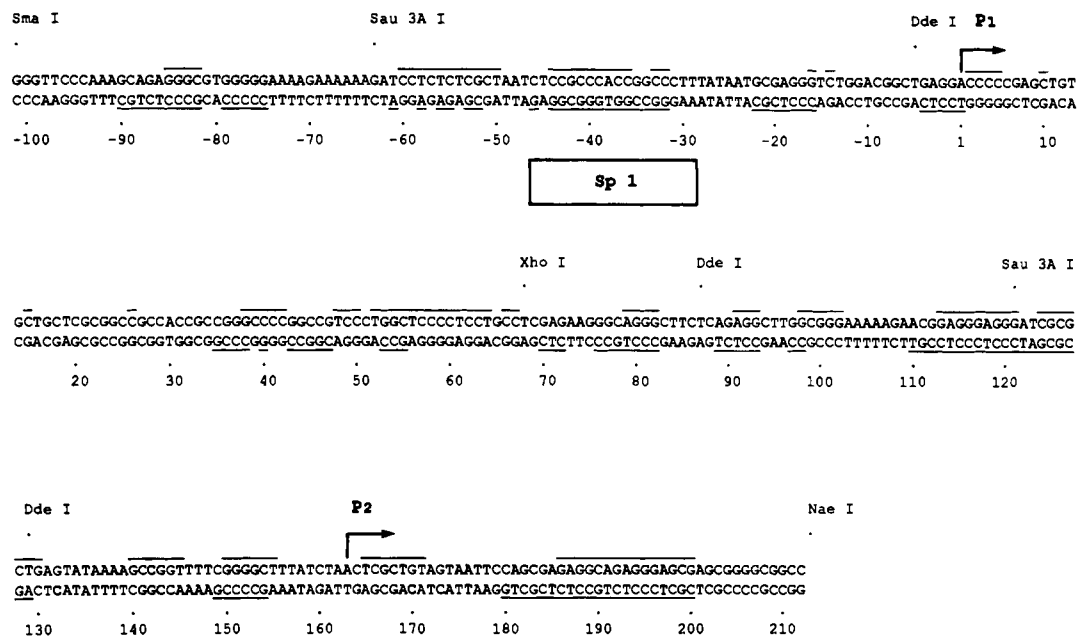 Sma I Sau 3A I Dde I P1
GGGTTCCCAAAGCAGAGGGCGTGGGGGAAAAGAAAAAAGATCCTCTCTCGCTAATCTCCGCCCACCGGCCCTTTATAATGCGAGGGTCTGGACGGCTGAGGACCCCCGAGCTGT
CCCAAGGGTTTCGTCTCCCGCACCCCCTTTTCTTTTTTCTAGGAGAGAGCGATTAGAGGCGGGTGGCCGGGAAATATTACGCTCCCAGACCTGCCGACTCCTGGGGGCTCGACA
-100 -90 -80 -70 -60 -50 -40 -30 -20 -10 1 10
Sp 1
Xho I Dde I Sau 3A I
GCTGCTCGCGGCCGCCACCGCCGGGCCCCGGCCGTCCCTGGCTCCCCTCCTGCCTCGAGAAGGGCAGGGCTTCTCAGAGGCTTGGCGGGAAAAAGAACGGAGGGAGGGATCGCG
CGACGAGCGCCGGCGGTGGCGGCCCGGGGCCGGCAGGGACCGAGGGGAGGACGGAGCTCTTCCCGTCCCGAAGAGTCTCCGAACCGCCCTTTTTCTTGCCTCCCTCCCTAGCGC
20 30 40 50 60 70 80 90 100 110 120
Dde I P2 Nae I
CTGAGTATAAAAGCCGGTTTTCGGGGCTTTATCTAACTCGCTGTAGTAATTCCAGCGAGAGGCAGAGGGAGCGAGCGGGGCGGCC
GACTCATATTTTCGGCCAAAAGCCCCGAAATAGATTGAGCGACATCATTAAGGTCGCTCTCCGTCTCCCTCGCTCGCCCCGCCGG
130 140 150 160 170 180 190 200 210